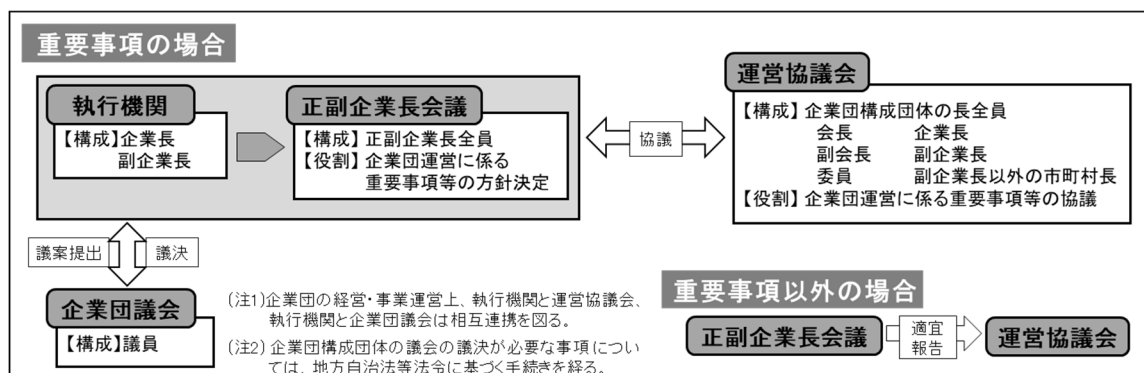 重要事項の場合
執行機関
【構成】企業長
副企業長
正副企業長会議
【構成】正副企業長全員
【役割】企業団運営に係る
重要事項等の方針決定
協議
運営協議会
【構成】企業団構成団体の長全員
会長 企業長
副会長 副企業長
委員 副企業長以外の市町村長
【役割】企業団運営に係る重要事項等の協議
議案提出
議決
企業団議会
【構成】議員
(注1)企業団の経営・事業運営上、執行機関と運営協議会、
執行機関と企業団議会は相互連携を図る。
(注2) 企業団構成団体の議会の議決が必要な事項につい
ては、地方自治法等法令に基づく手続きを経る。
重要事項以外の場合
正副企業長会議
適宜
報告
運営協議会